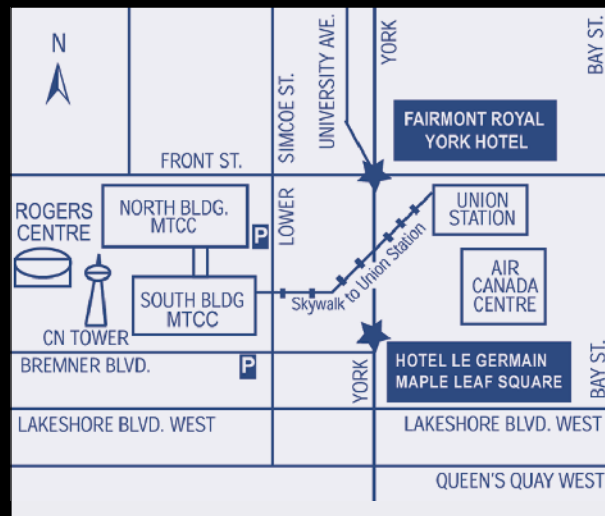 N
SIMCOE ST.
UNIVERSITY AVE.
YORK
BAY ST.
FAIRMONT ROYAL
YORK HOTEL
FRONT ST.
ROGERS
CENTRE
NORTH BLDG.
MTCC
P
LOWER
UNION
STATION
Skywalk to Union Station
AIR
CANADA
CENTRE
SOUTH BLDG
MTCC
CN TOWER
BREMNER BLVD.
P
YORK
HOTEL LE GERMAIN
MAPLE LEAF SQUARE
BAY ST.
LAKESHORE BLVD. WEST
LAKESHORE BLVD. WEST
QUEEN'S QUAY WEST